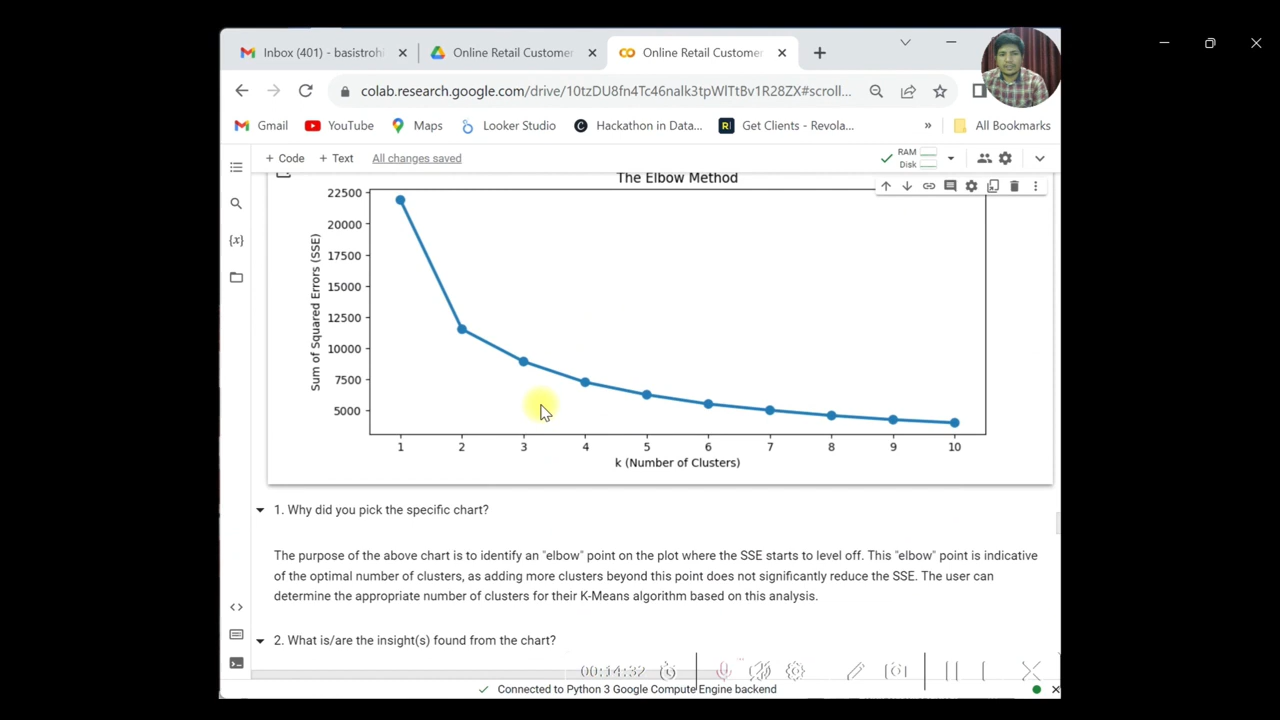 Inbox (401) - basistrohi
Online Retail Customer
Online Retail Customer
colab.research.google.com/drive/10tzDU8fn4Tc46nalk3tpWlTtBv1R28ZX#scroll...
Gmail
YouTube
Maps
Looker Studio
Hackathon in Data...
Get Clients - Revola...
»
All Bookmarks
+ Code
+ Text
All changes saved
RAM
Disk
The Elbow Method
22500
20000
17500
15000
12500
10000
7500
5000
Sum of Squared Errors (SSE)
1 2 3 4 5 6 7 8 9 10
k (Number of Clusters)
1. Why did you pick the specific chart?
The purpose of the above chart is to identify an "elbow" point on the plot where the SSE starts to level off. This "elbow" point is indicative
of the optimal number of clusters, as adding more clusters beyond this point does not significantly reduce the SSE. The user can
determine the appropriate number of clusters for their K-Means algorithm based on this analysis.
2. What is/are the insight(s) found from the chart?
00:14:32
Connected to Python 3 Google Compute Engine backend